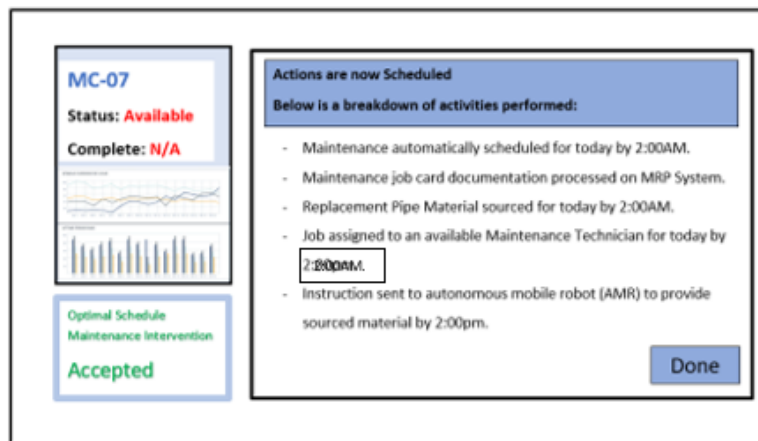 MC-07
Status: Available
Complete: N/A
Optimal Schedule
Maintenance Intervention
Accepted
Actions are now Scheduled
Below is a breakdown of activities performed:
- Maintenance automatically scheduled for today by 2:00AM.
- Maintenance job card documentation processed on MRP System.
- Replacement Pipe Material sourced for today by 2:00AM.
- Job assigned to an available Maintenance Technician for today by
2:00AM.
- Instruction sent to autonomous mobile robot (AMR) to provide
sourced material by 2:00pm.
Done